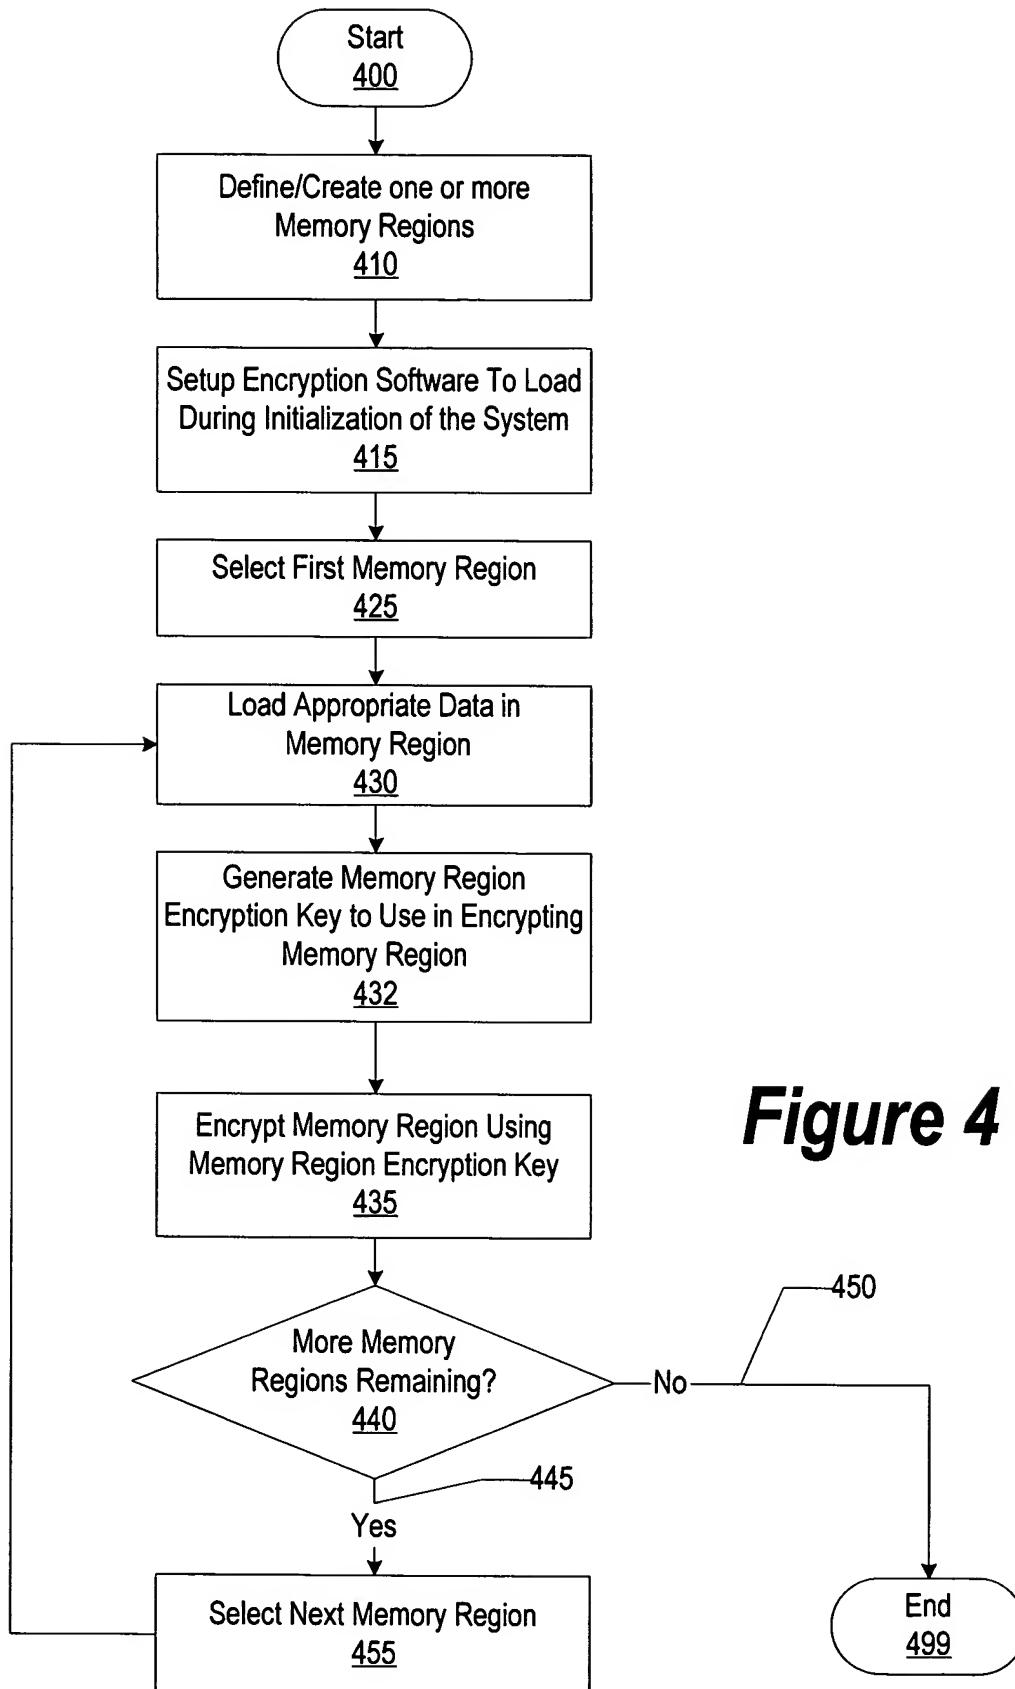 Start
400
Define/Create one or more
Memory Regions
410
Setup Encryption Software To Load
During Initialization of the System
415
Select First Memory Region
425
Load Appropriate Data in
Memory Region
430
Generate Memory Region
Encryption Key to Use in Encrypting
Memory Region
432
Encrypt Memory Region Using
Memory Region Encryption Key
435
Figure 4
More Memory
Regions Remaining?
440
No
450
445
Yes
Select Next Memory Region
455
End
499